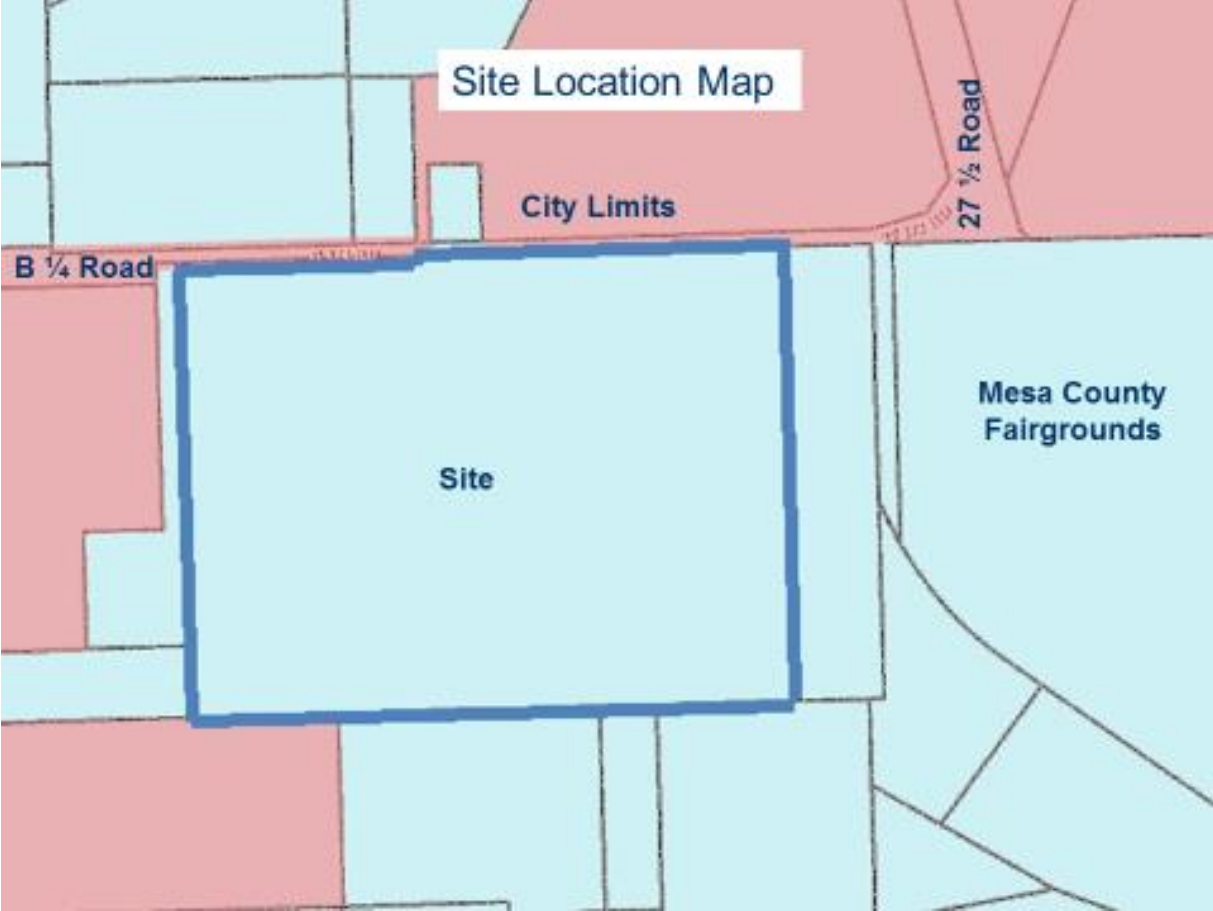 Site Location Map
27 ½ Road
City Limits
B ¼ Road
Mesa County
Fairgrounds
Site